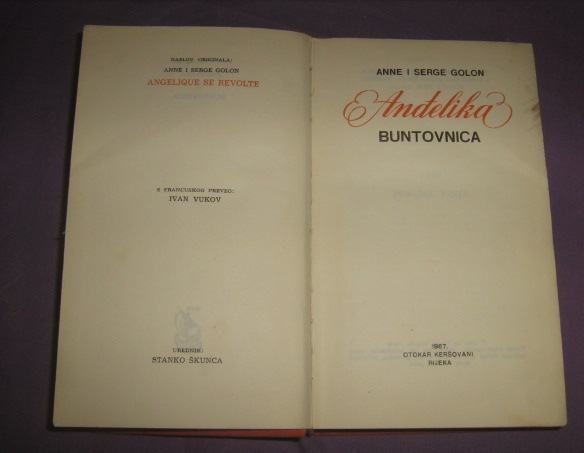 NASLOV ORIGINALA:
ANNE I SERGE GOLON
ANGELIQUE SE REVOLTE
S FRANCUSKOG PREVEO:
IVAN VUKOV
UREDNIK:
STANKO ŠKUNCA
ANNE I SERGE GOLON
Anđelika
BUNTOVNICA
1967.
OTOKAR KERŠOVANI
RIJEKA